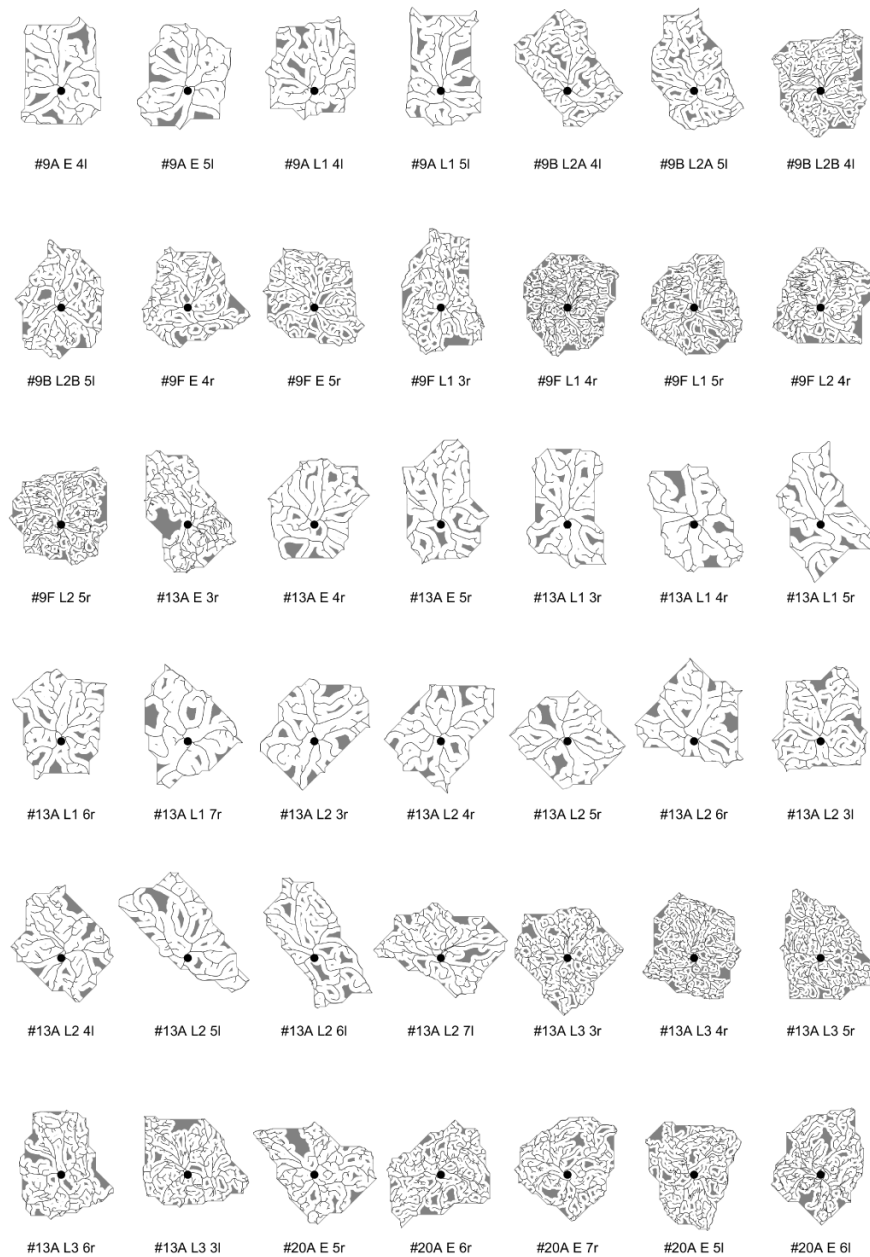 #9A E 4l #9A E 5l #9A L1 4l #9A L1 5l #9B L2A 4l #9B L2A 5l #9B L2B 4l
#9B L2B 5l #9F E 4r #9F E 5r #9F L1 3r #9F L1 4r #9F L1 5r #9F L2 4r
#9F L2 5r #13A E 3r #13A E 4r #13A E 5r #13A L1 3r #13A L1 4r #13A L1 5r
#13A L1 6r #13A L1 7r #13A L2 3r #13A L2 4r #13A L2 5r #13A L2 6r #13A L2 3l
#13A L2 4l #13A L2 5l #13A L2 6l #13A L2 7l #13A L3 3r #13A L3 4r #13A L3 5r
#13A L3 6r #13A L3 3l #20A E 5r #20A E 6r #20A E 7r #20A E 5l #20A E 6l